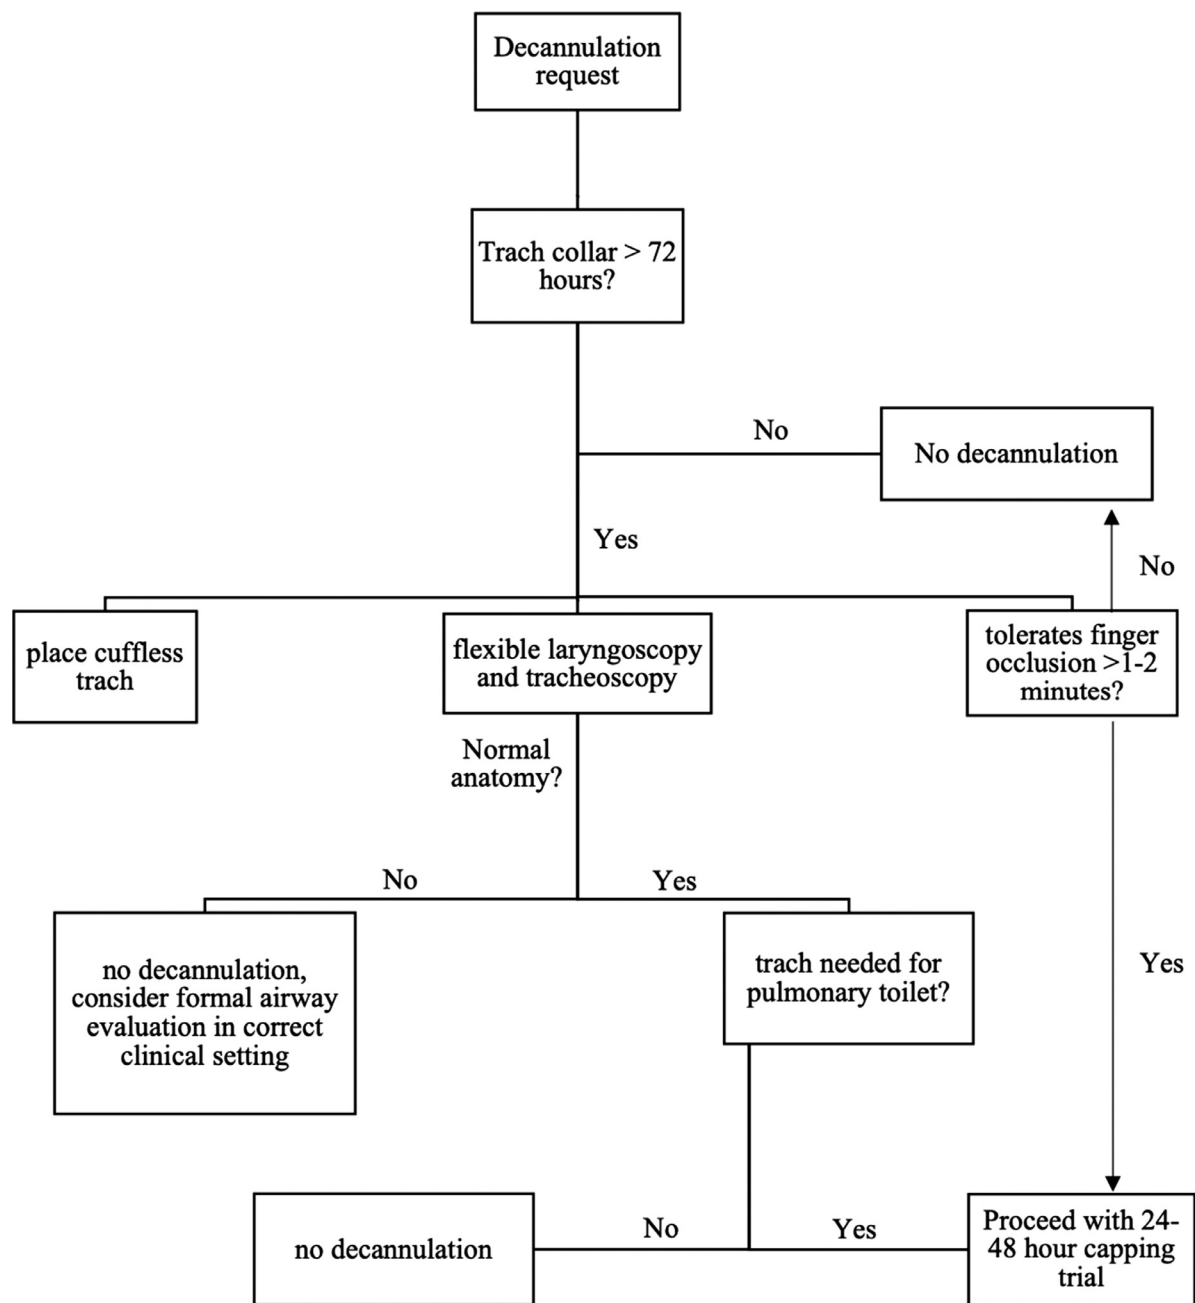 Decannulation
request
Trach collar > 72
hours?
No
No decannulation
Yes
No
place cuffless
trach
flexible laryngoscopy
and tracheoscopy
tolerates finger
occlusion >1-2
minutes?
Normal
anatomy?
No
Yes
no decannulation,
consider formal airway
evaluation in correct
clinical setting
trach needed for
pulmonary toilet?
Yes
no decannulation
No
Yes
Proceed with 24-
48 hour capping
trial